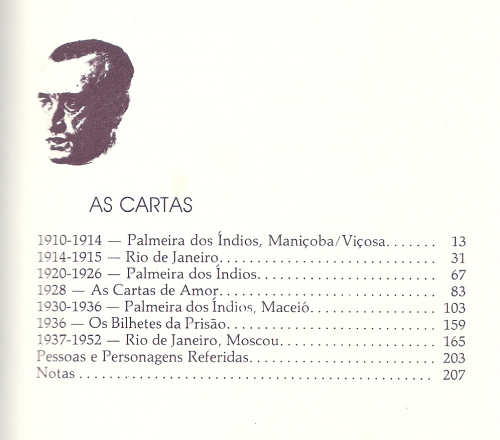 AS CARTAS
1910-1914 — Palmeira dos Índios, Maniçoba/Viçosa....... 13
1914-1915 — Rio de Janeiro............................ 31
1920-1926 — Palmeira dos Índios....................... 67
1928 — As Cartas de Amor............................ 83
1930-1936 — Palmeira dos Índios, Maceió................ 103
1936 — Os Bilhetes da Prisão........................... 159
1937-1952 — Rio de Janeiro, Moscou.................... 165
Pessoas e Personagens Referidas........................ 203
Notas............................................. 207